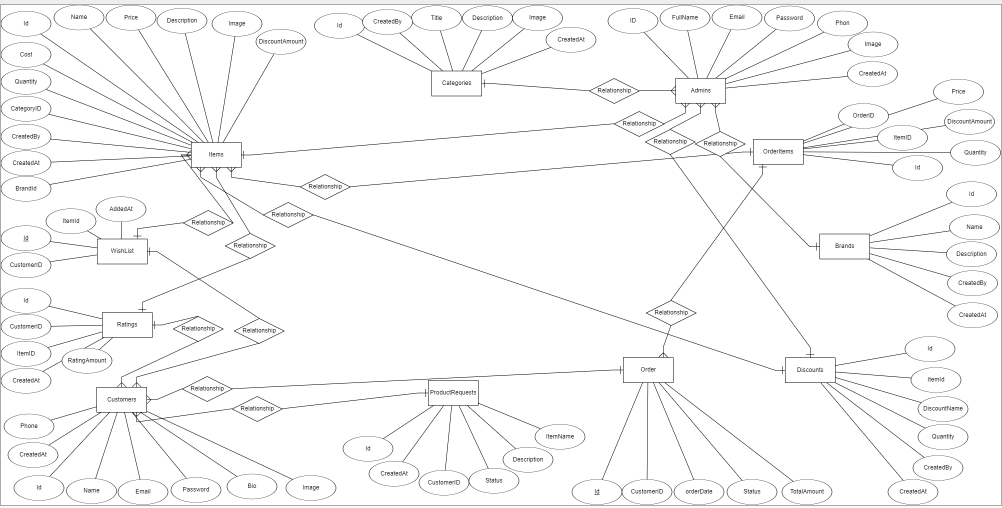 Id
Name
Price
Description
Image
DiscountAmount
Cost
Quantity
CategoryID
CreatedBy
CreatedAt
BrandId
Items
Id
CreatedBy
Title
Description
Image
CreatedAt
Categories
Relationship
ID
FullName
Email
Password
Phon
Image
CreatedAt
Admins
Relationship
Relationship
Relationship
Price
OrderID
DiscountAmount
ItemID
Quantity
Id
OrderItems
Relationship
Relationship
Relationship
Relationship
AddedAt
ItemId
Id
CustomerID
WishList
Id
Name
Description
CreatedBy
CreatedAt
Brands
Id
CustomerID
ItemID
CreatedAt
RatingAmount
Ratings
Relationship
Relationship
Relationship
Relationship
Relationship
Customers
Phone
CreatedAt
Id
Name
Email
Password
Bio
Image
ProductRequests
Id
CreatedAt
CustomerID
Status
Description
ItemName
Order
Id
CustomerID
orderDate
Status
TotalAmount
Discounts
Id
ItemId
DiscountName
Quantity
CreatedBy
CreatedAt